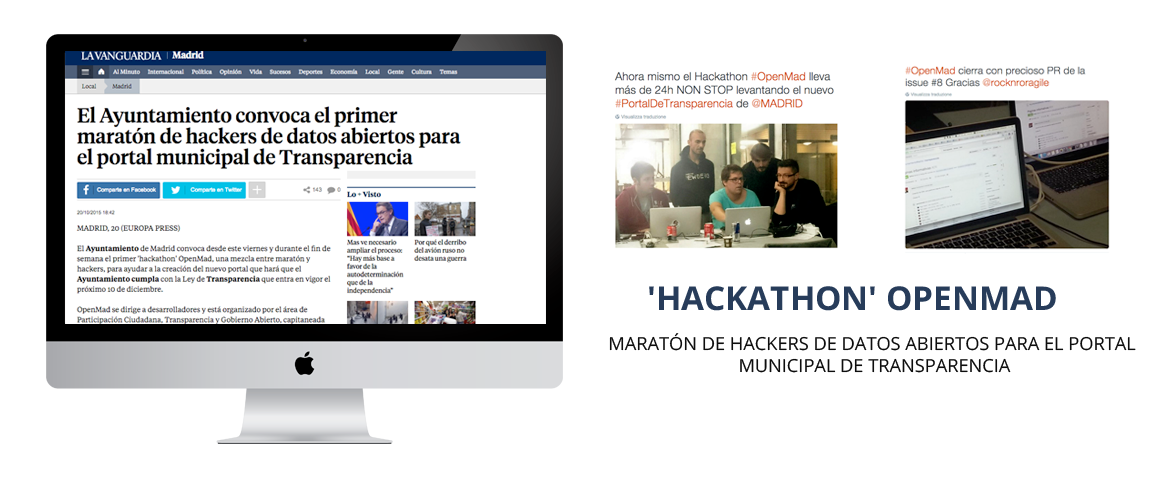 LA VANGUARDIA | Madrid
Al Minuto Internacional Política Opinión Vida Sucesos Deportes Economía Local Gente Cultura Temas
Local Madrid
El Ayuntamiento convoca el primer
maratón de hackers de datos abiertos para
el portal municipal de Transparencia
Comparte en Facebook Comparte en Twitter 143 0
20/10/2015 18:42
MADRID, 20 (EUROPA PRESS)
El Ayuntamiento de Madrid convoca desde este viernes y durante el fin de
semana el primer 'hackathon' OpenMad, una mezcla entre maratón y
hackers, para ayudar a la creación del nuevo portal que hará que el
Ayuntamiento cumpla con la Ley de Transparencia que entra en vigor el
próximo 10 de diciembre.
OpenMad se dirige a desarrolladores y está organizado por el área de
Participación Ciudadana, Transparencia y Gobierno Abierto, capitaneada
Lo + Visto
Mas ve necesario
ampliar el proceso:
"Hay más base a
favor de la
autodeterminación
que de la
independencia"
Por qué el derribo
del avión ruso no
desata una guerra
Ahora mismo el Hackathon #OpenMad lleva
más de 24h NON STOP levantando el nuevo
#PortalDeTransparencia de @MADRID
Visualizza traduzione
#OpenMad cierra con precioso PR de la
issue #8 Gracias @rocknroragile
Visualizza traduzione
'HACKATHON' OPENMAD
MARATÓN DE HACKERS DE DATOS ABIERTOS PARA EL PORTAL
MUNICIPAL DE TRANSPARENCIA